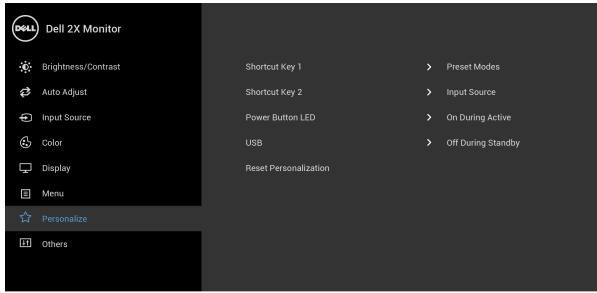 DELL Dell 2X Monitor
Brightness/Contrast Shortcut Key 1 > Preset Modes
Auto Adjust Shortcut Key 2 > Input Source
Input Source Power Button LED > On During Active
Color USB > Off During Standby
Display Reset Personalization
Menu
Personalize
Others